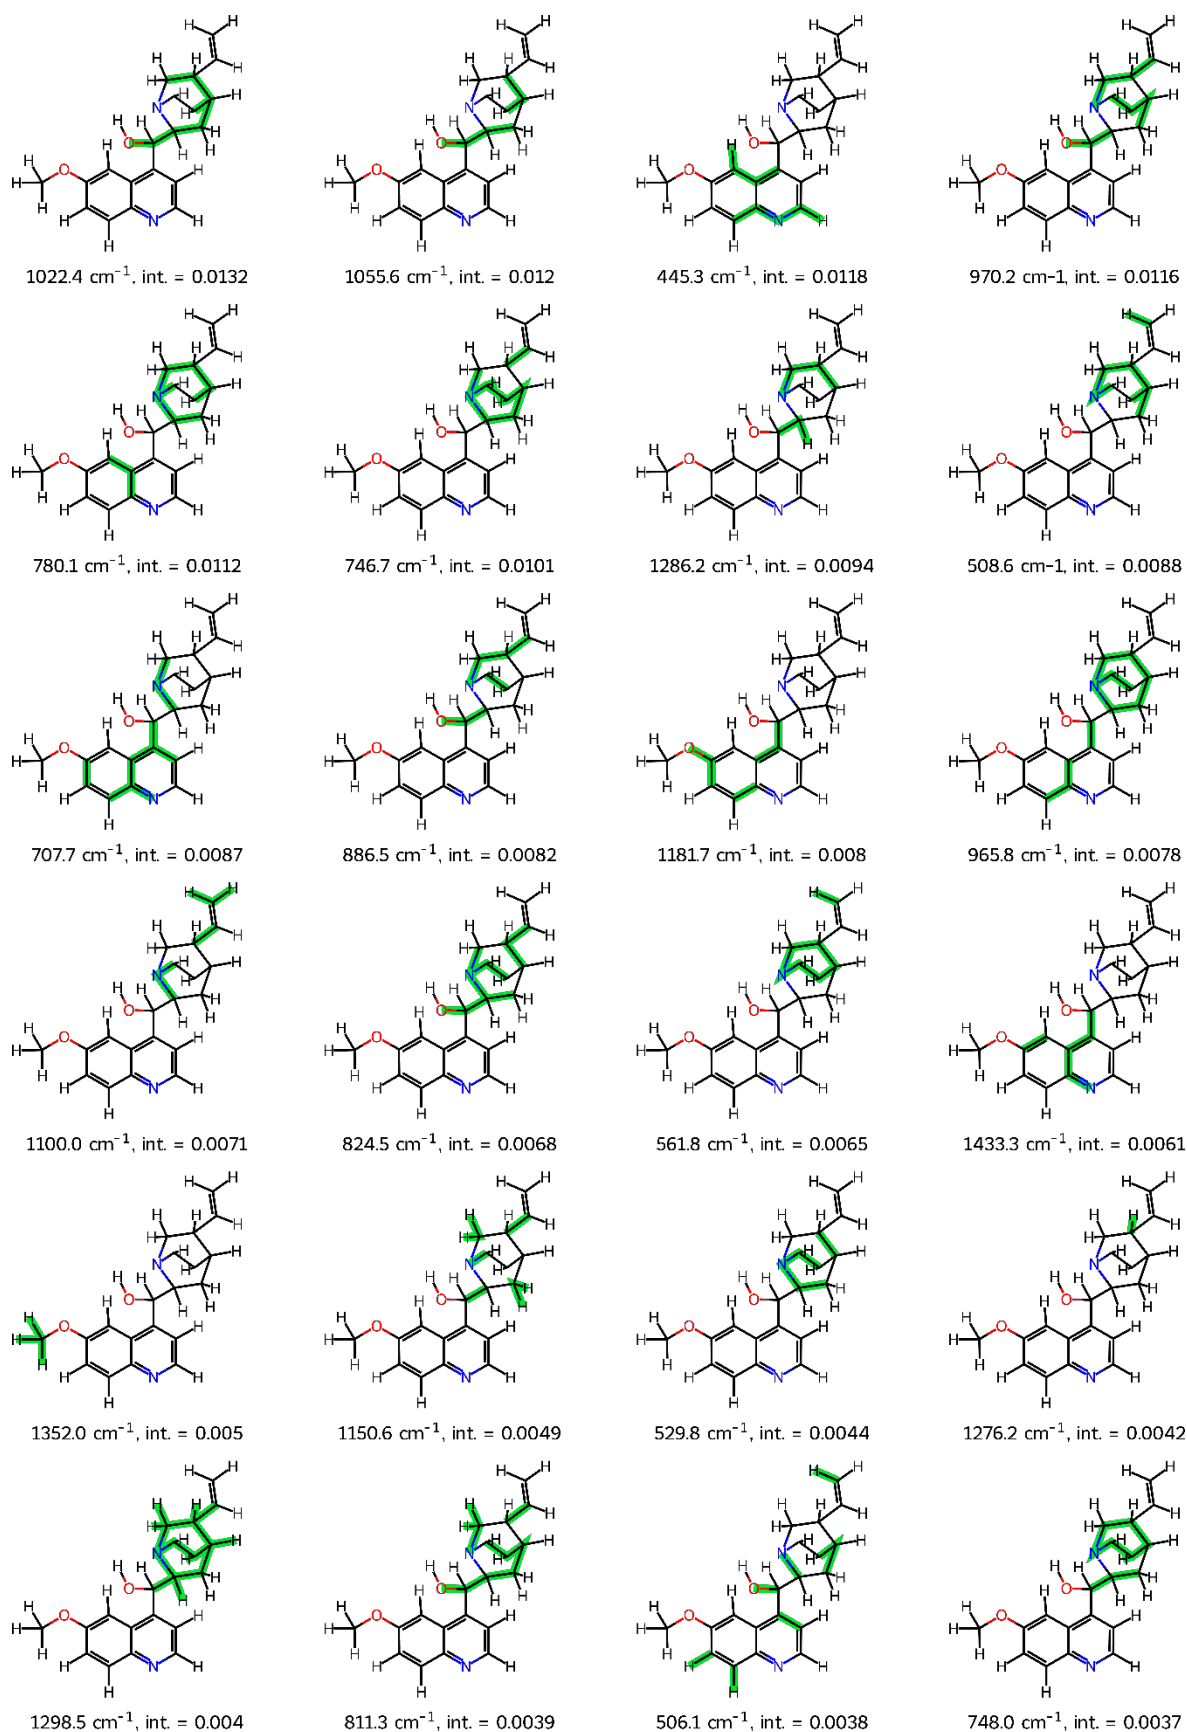 1022.4 cm⁻¹, int. = 0.0132
1055.6 cm⁻¹, int. = 0.012
445.3 cm⁻¹, int. = 0.0118
970.2 cm−1, int. = 0.0116
780.1 cm⁻¹, int. = 0.0112
746.7 cm⁻¹, int. = 0.0101
1286.2 cm⁻¹, int. = 0.0094
508.6 cm−1, int. = 0.0088
707.7 cm⁻¹, int. = 0.0087
886.5 cm⁻¹, int. = 0.0082
1181.7 cm⁻¹, int. = 0.008
965.8 cm⁻¹, int. = 0.0078
1100.0 cm⁻¹, int. = 0.0071
824.5 cm⁻¹, int. = 0.0068
561.8 cm⁻¹, int. = 0.0065
1433.3 cm⁻¹, int. = 0.0061
1352.0 cm⁻¹, int. = 0.005
1150.6 cm⁻¹, int. = 0.0049
529.8 cm⁻¹, int. = 0.0044
1276.2 cm⁻¹, int. = 0.0042
1298.5 cm⁻¹, int. = 0.004
811.3 cm⁻¹, int. = 0.0039
506.1 cm⁻¹, int. = 0.0038
748.0 cm⁻¹, int. = 0.0037